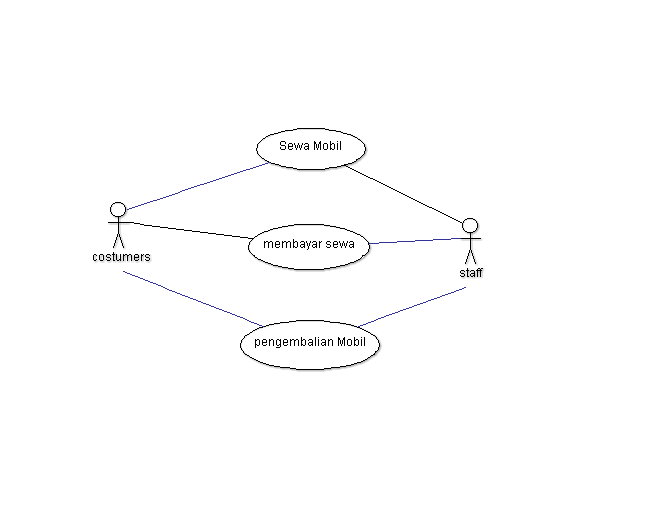 Sewa Mobil
membayar sewa
costumers
staff
pengembalian Mobil